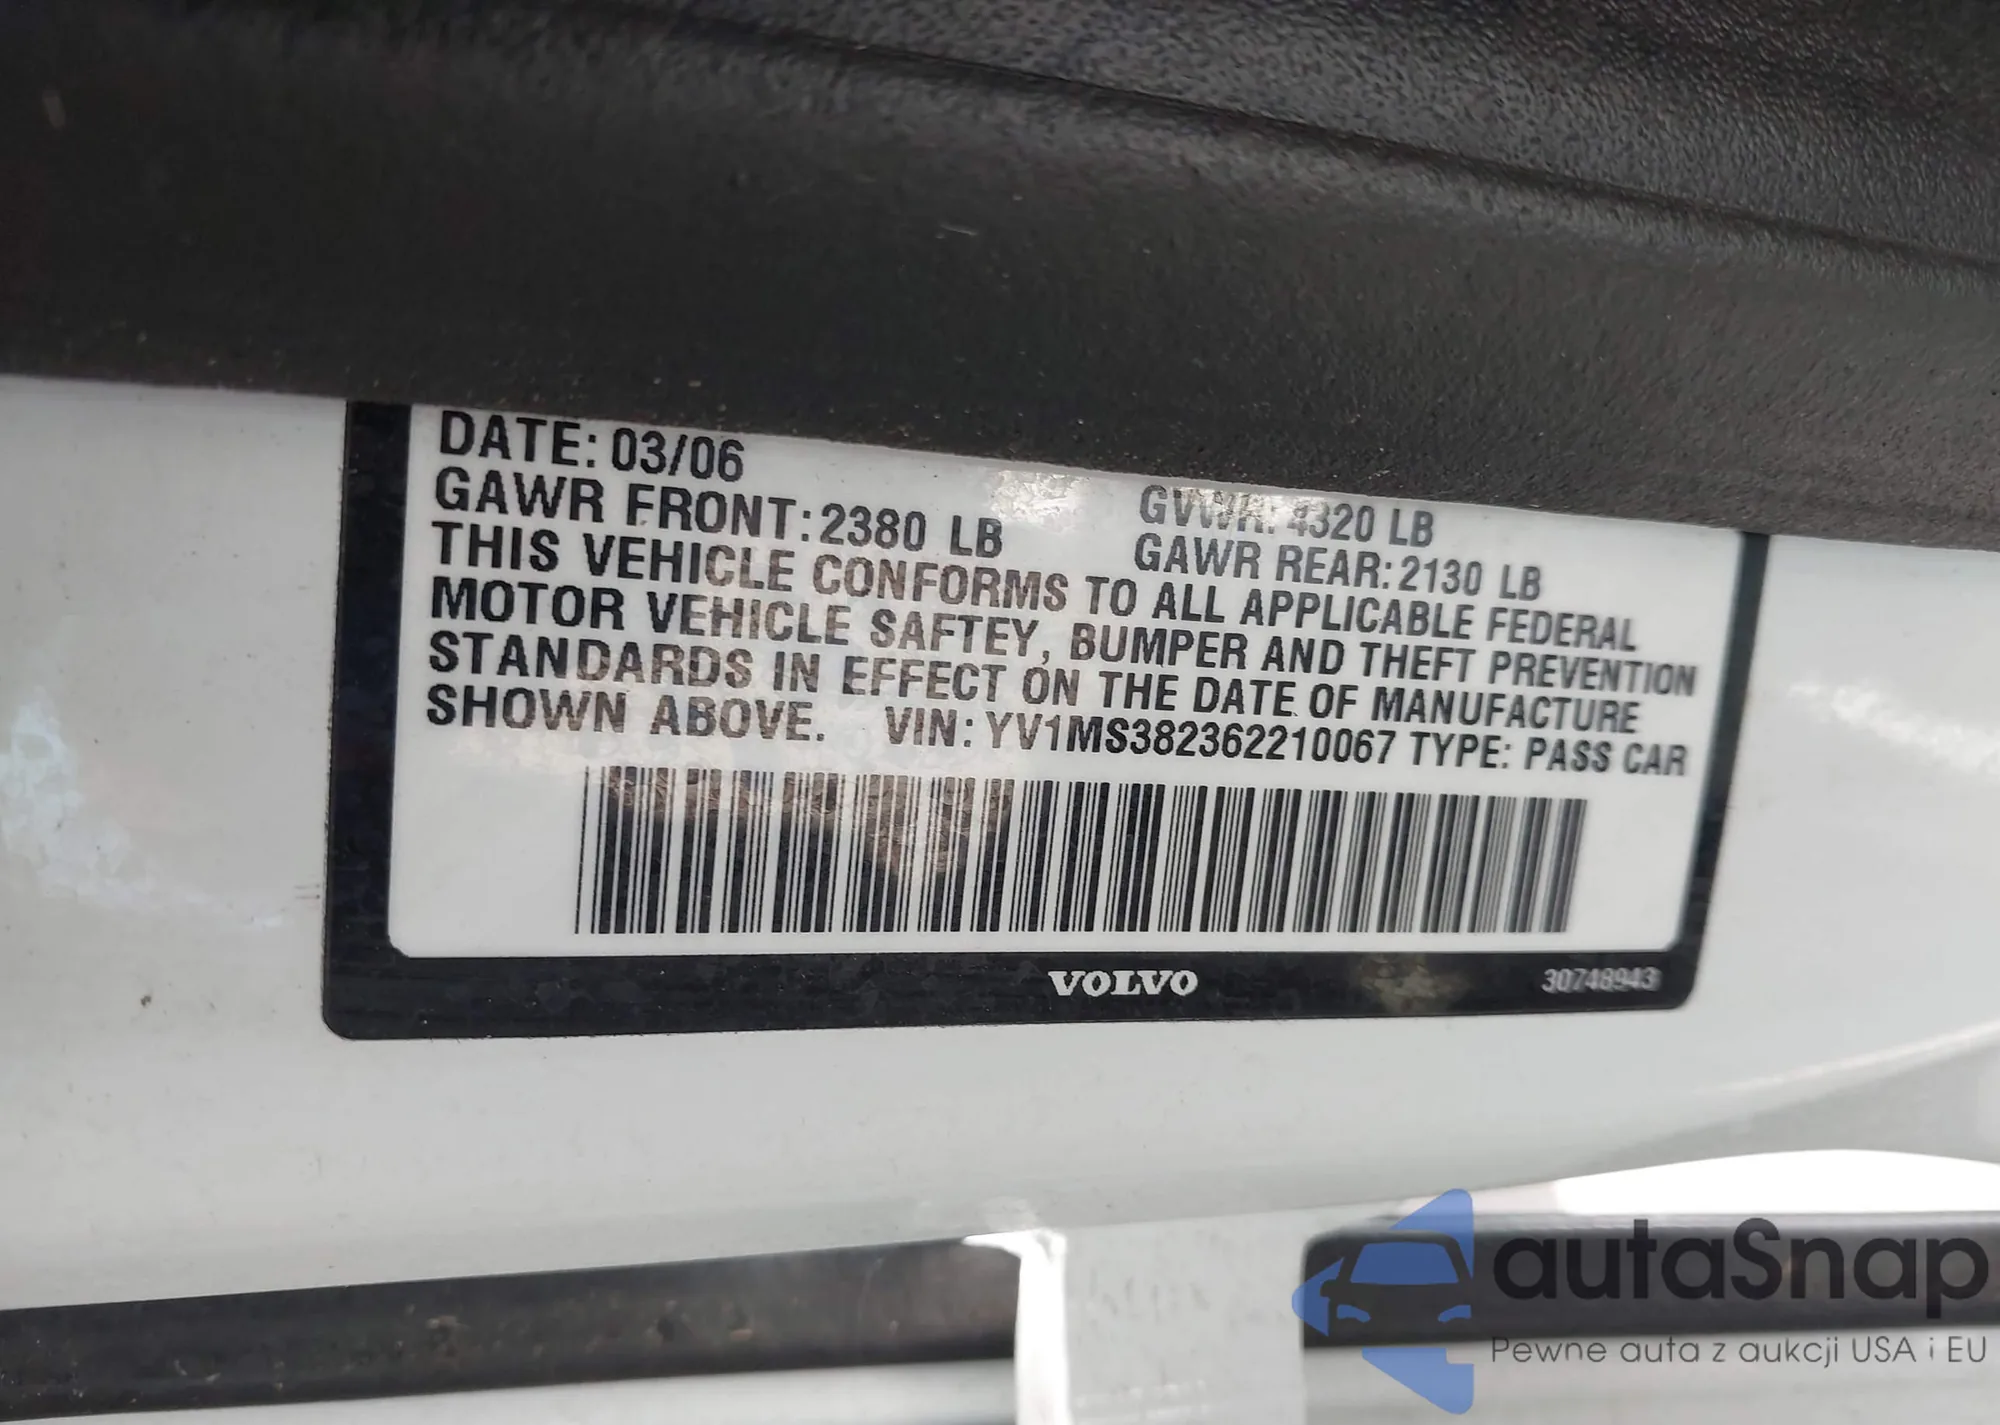 DATE: 03/06
GVWR: 4320 LB
GAWR FRONT: 2380 LB GAWR REAR: 2130 LB
THIS VEHICLE CONFORMS TO ALL APPLICABLE FEDERAL
MOTOR VEHICLE SAFTEY, BUMPER AND THEFT PREVENTION
STANDARDS IN EFFECT ON THE DATE OF MANUFACTURE
SHOWN ABOVE. VIN: YV1MS382362210067 TYPE: PASS CAR
VOLVO 30748943
autaSnap
Pewne auta z aukcji USA i EU